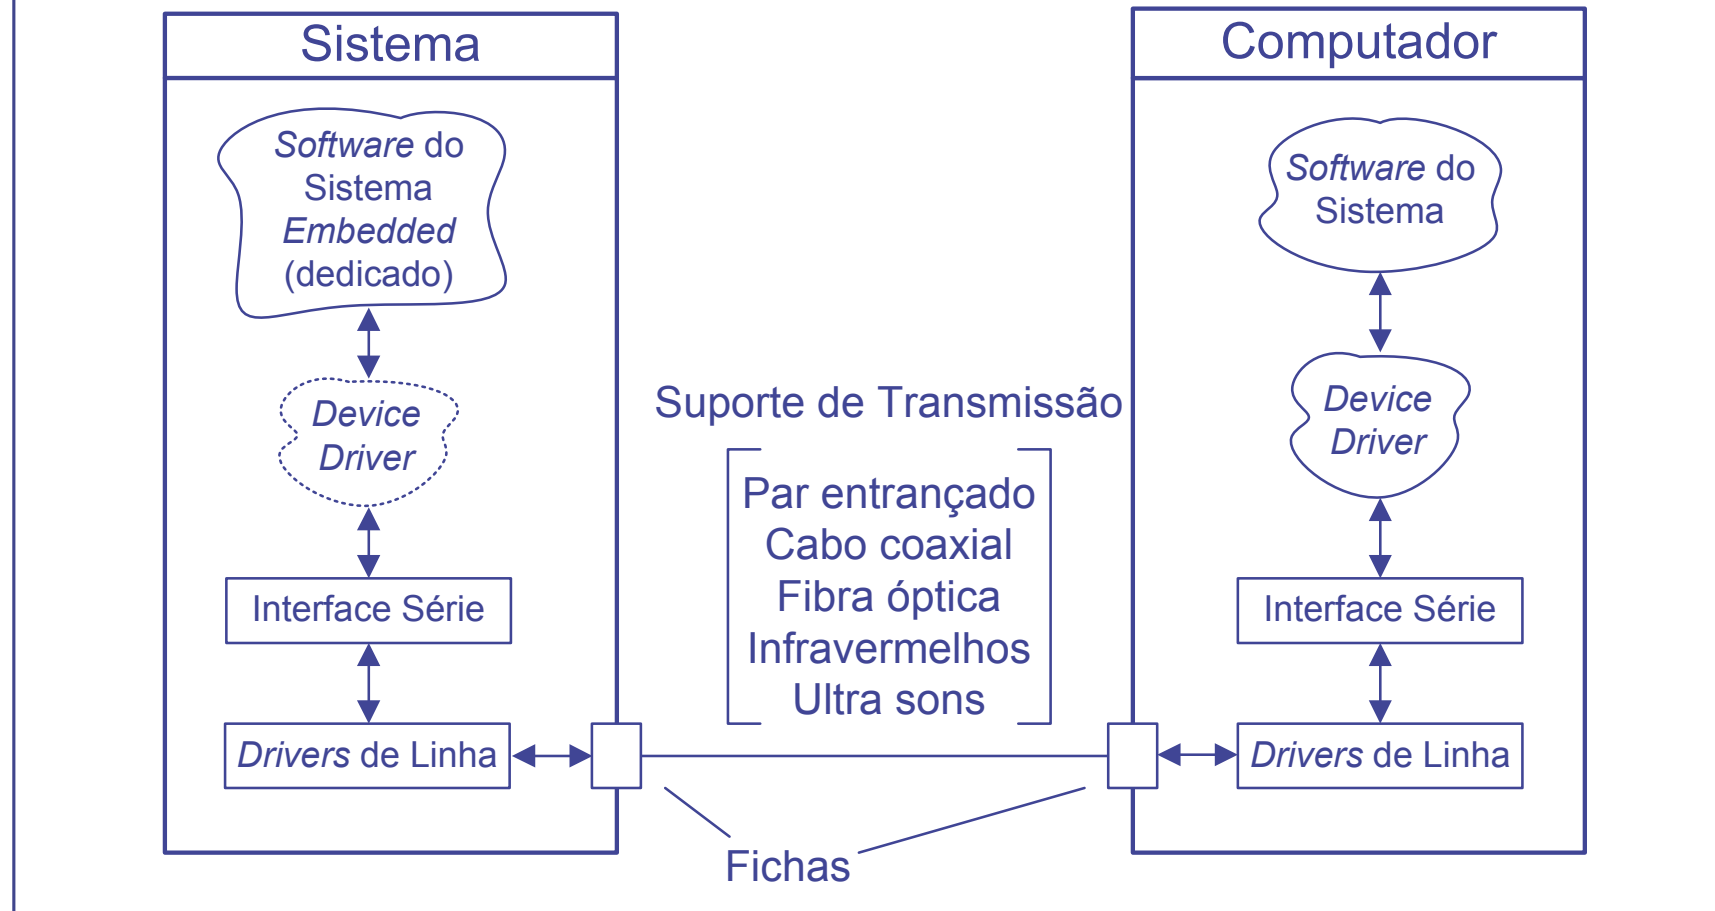 Sistema
Software do
Sistema
Embedded
(dedicado)
Device
Driver
Interface Série
Drivers de Linha
Suporte de Transmissão
Par entrançado
Cabo coaxial
Fibra óptica
Infravermelhos
Ultra sons
Fichas
Computador
Software do
Sistema
Device
Driver
Interface Série
Drivers de Linha